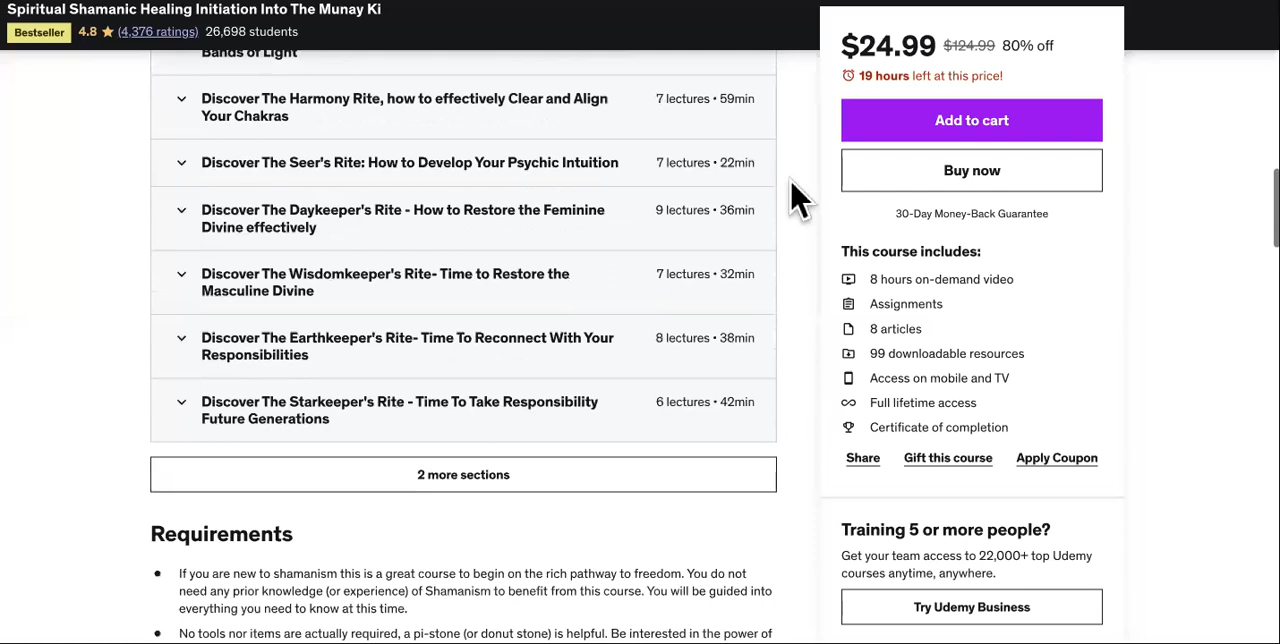 Spiritual Shamanic Healing Initiation Into The Munay Ki
Bestseller 4.8 (4,376 ratings) 26,698 students
Bands of Light
Discover The Harmony Rite, how to effectively Clear and Align 7 lectures • 59min
Your Chakras
Discover The Seer's Rite: How to Develop Your Psychic Intuition 7 lectures • 22min
Discover The Daykeeper's Rite - How to Restore the Feminine 9 lectures • 36min
Divine effectively
Discover The Wisdomkeeper's Rite- Time to Restore the 7 lectures • 32min
Masculine Divine
Discover The Earthkeeper's Rite- Time To Reconnect With Your 8 lectures • 38min
Responsibilities
Discover The Starkeeper's Rite - Time To Take Responsibility 6 lectures • 42min
Future Generations
2 more sections
Requirements
If you are new to shamanism this is a great course to begin on the rich pathway to freedom. You do not
need any prior knowledge (or experience) of Shamanism to benefit from this course. You will be guided into
everything you need to know at this time.
No tools nor items are actually required, a pi-stone (or donut stone) is helpful. Be interested in the power of
$24.99 $124.99 80% off
19 hours left at this price!
Add to cart
Buy now
30-Day Money-Back Guarantee
This course includes:
8 hours on-demand video
Assignments
8 articles
99 downloadable resources
Access on mobile and TV
Full lifetime access
Certificate of completion
Share Gift this course Apply Coupon
Training 5 or more people?
Get your team access to 22,000+ top Udemy
courses anytime, anywhere.
Try Udemy Business